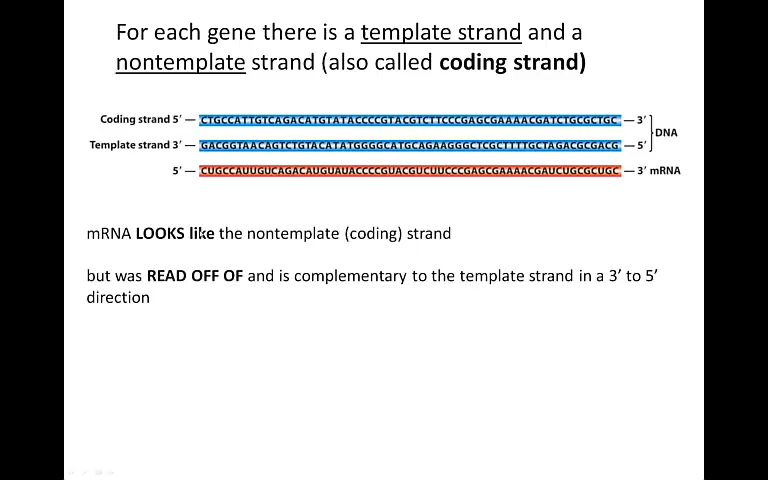 For each gene there is a template strand and a
nontemplate strand (also called coding strand)
Coding strand 5′ — CTGCCATTGTCAGACATGTATACCCCGTACGTCTTCCCGAGCGAAAACGATCTGCGCTGC — 3′
DNA
Template strand 3′ — GACGGTAACAGTCTGTACATATGGGGCATGCAGAAGGGCTCGCTTTTGCTAGACGCGACG — 5′
5′ — CUGCCAUUGUCAGACAUGUAUACCCCGUACGUCUUCCCGAGCGAAAACGAUCUGCGCUGC — 3′ mRNA
mRNA LOOKS like the nontemplate (coding) strand
but was READ OFF OF and is complementary to the template strand in a 3’ to 5’
direction